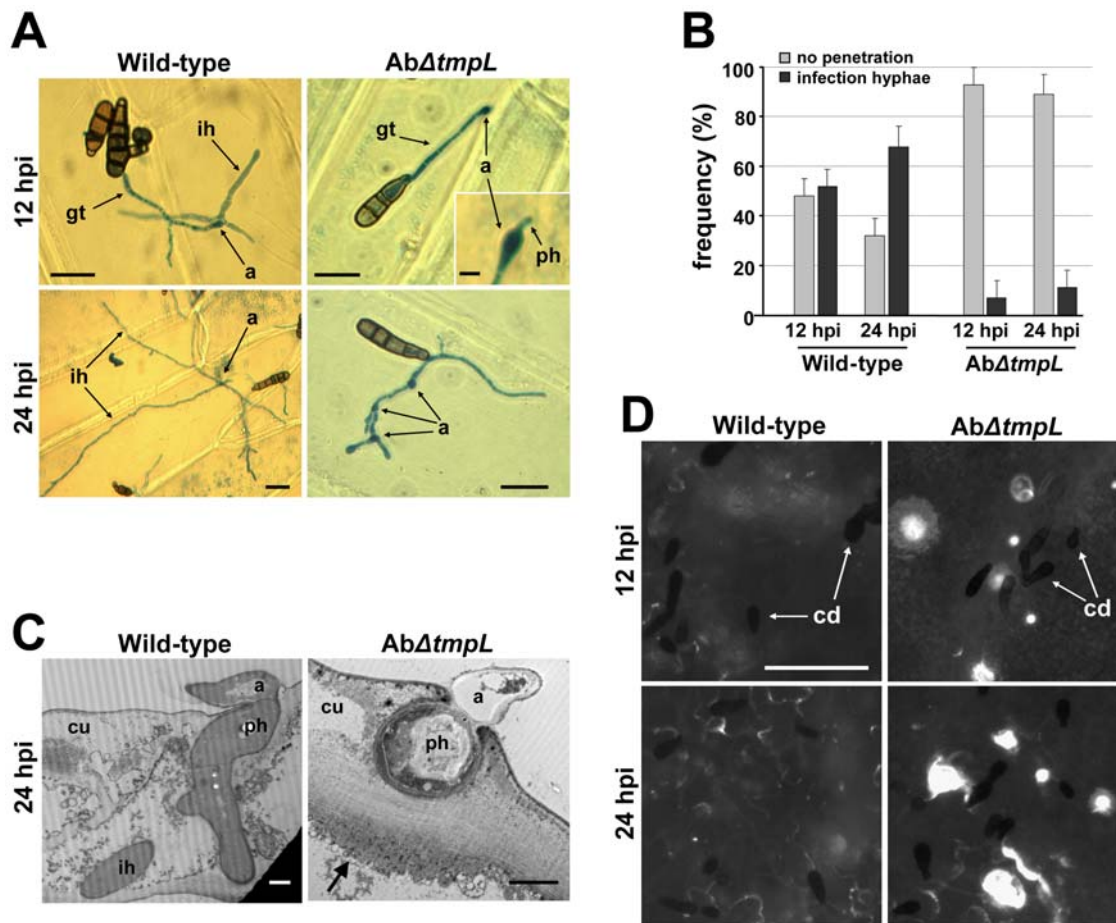 A
Wild-type
AbΔtmpL
12 hpi
ih
gt
a
gt
a
ph
24 hpi
ih
a
a
B
no penetration
infection hyphae
frequency (%)
100
80
60
40
20
0
12 hpi 24 hpi 12 hpi 24 hpi
Wild-type AbΔtmpL
C
Wild-type
AbΔtmpL
24 hpi
a
cu
ph
ih
cu
a
ph
D
Wild-type
AbΔtmpL
12 hpi
cd
cd
24 hpi